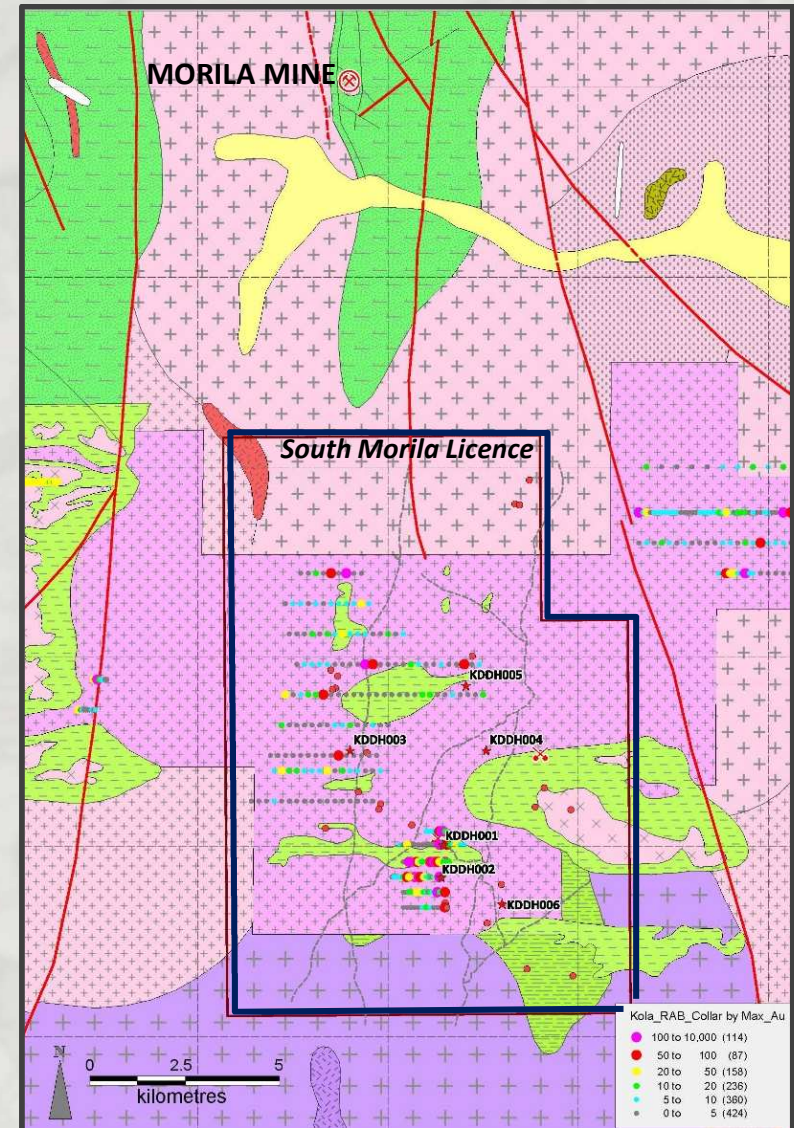 MORILA MINE
South Morila Licence
KDDH005
KDDH003
KDDH004
KDDH001
KDDH002
KDDH006
N
0 2.5 5
kilometres
Kola_RAB_Collar by Max_Au
100 to 10,000 (114)
50 to 100 (87)
20 to 50 (158)
10 to 20 (236)
5 to 10 (360)
0 to 5 (424)